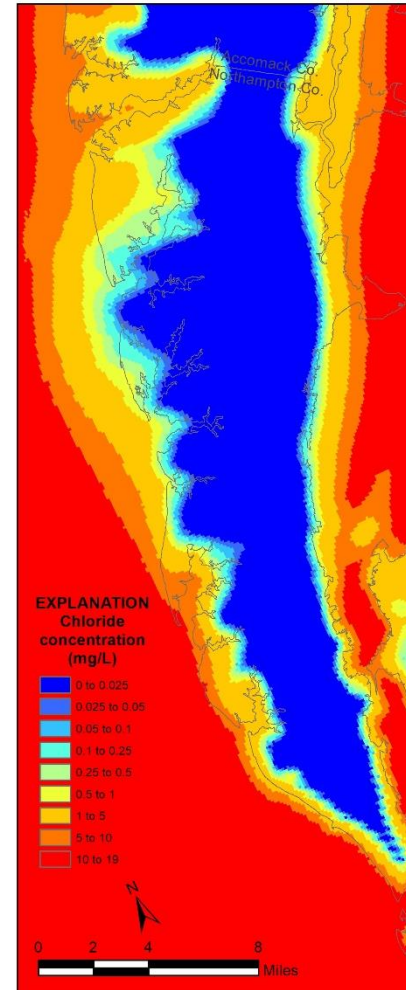 Accomack Co.
Northampton Co.
EXPLANATION
Chloride
concentration
(mg/L)
0 to 0.025
0.025 to 0.05
0.05 to 0.1
0.1 to 0.25
0.25 to 0.5
0.5 to 1
1 to 5
5 to 10
10 to 19
N
0 2 4 8
Miles